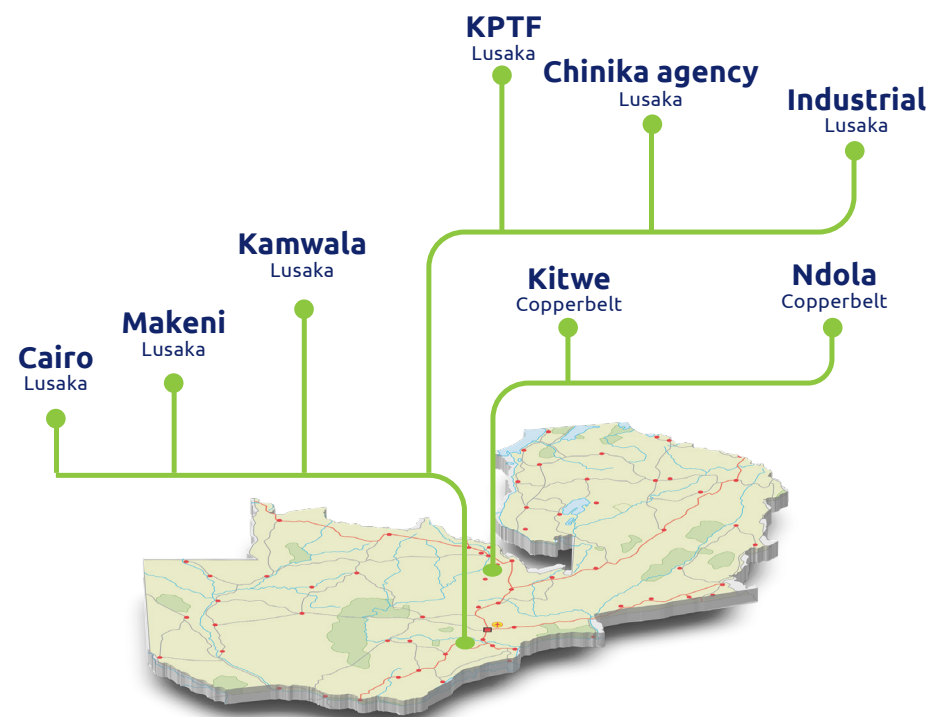 KPTF
Lusaka
Chinika agency
Lusaka
Industrial
Lusaka
Kamwala
Lusaka
Kitwe
Copperbelt
Ndola
Copperbelt
Makeni
Lusaka
Cairo
Lusaka